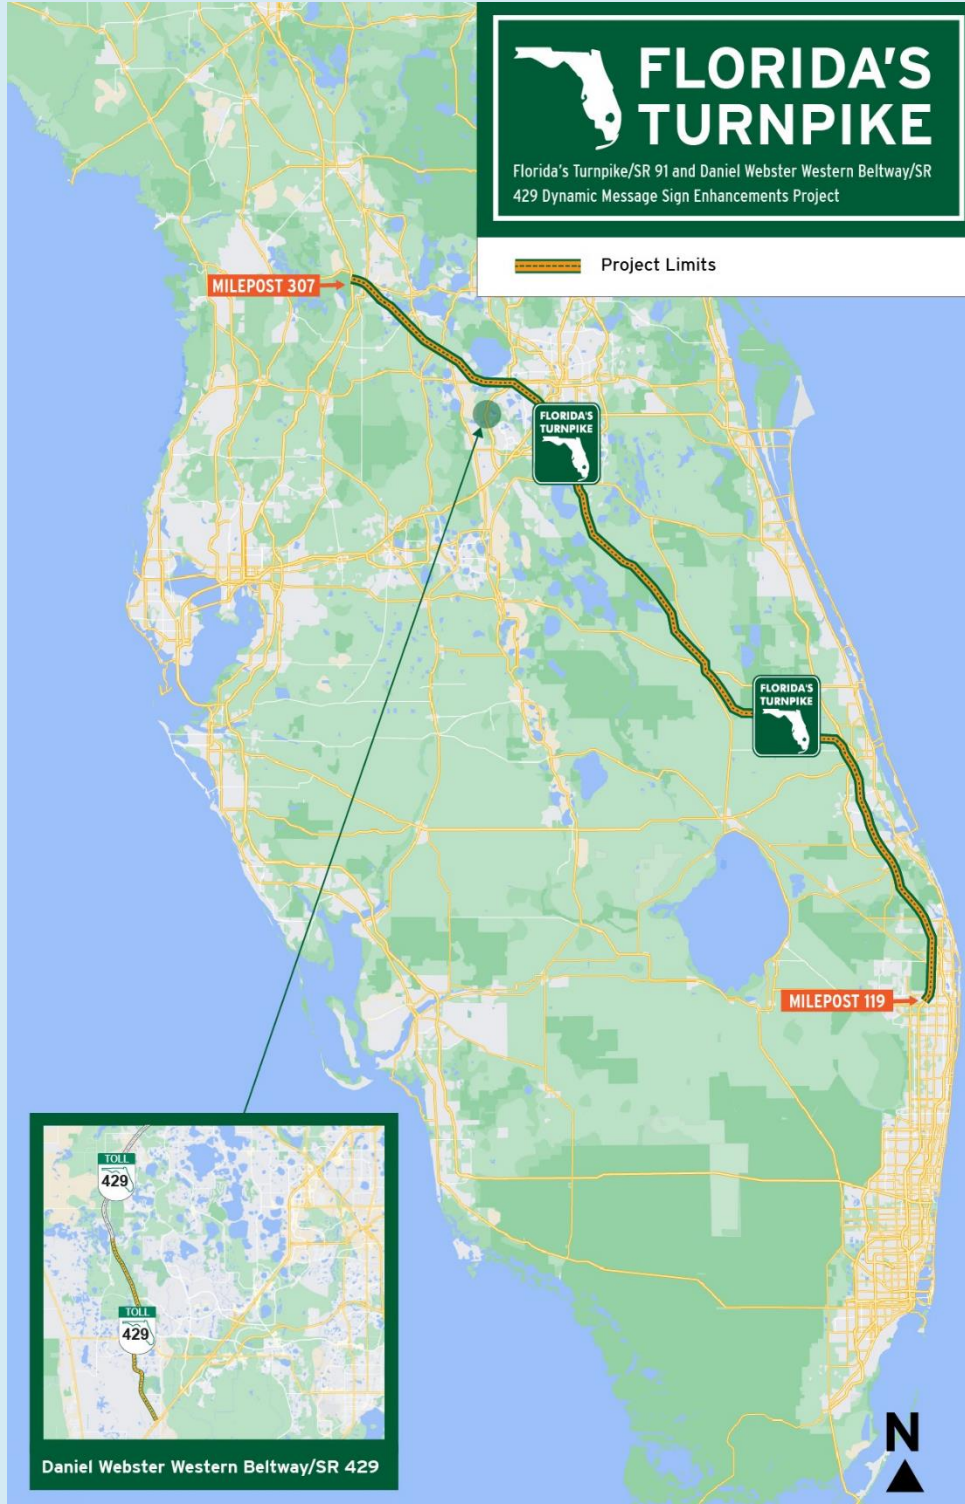 FLORIDA'S
TURNPIKE
Florida's Turnpike/SR 91 and Daniel Webster Western Beltway/SR
429 Dynamic Message Sign Enhancements Project
Project Limits
MILEPOST 307
FLORIDA'S
TURNPIKE
FLORIDA'S
TURNPIKE
MILEPOST 119
TOLL
429
TOLL
429
Daniel Webster Western Beltway/SR 429
N